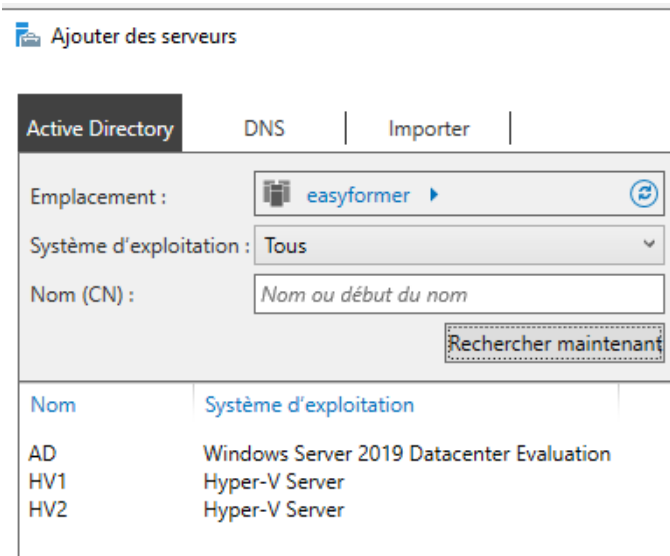 Ajouter des serveurs
Active Directory DNS Importer
Emplacement : easyformer
Système d'exploitation : Tous
Nom (CN) : Nom ou début du nom
Rechercher maintenant
Nom Système d'exploitation
AD Windows Server 2019 Datacenter Evaluation
HV1 Hyper-V Server
HV2 Hyper-V Server